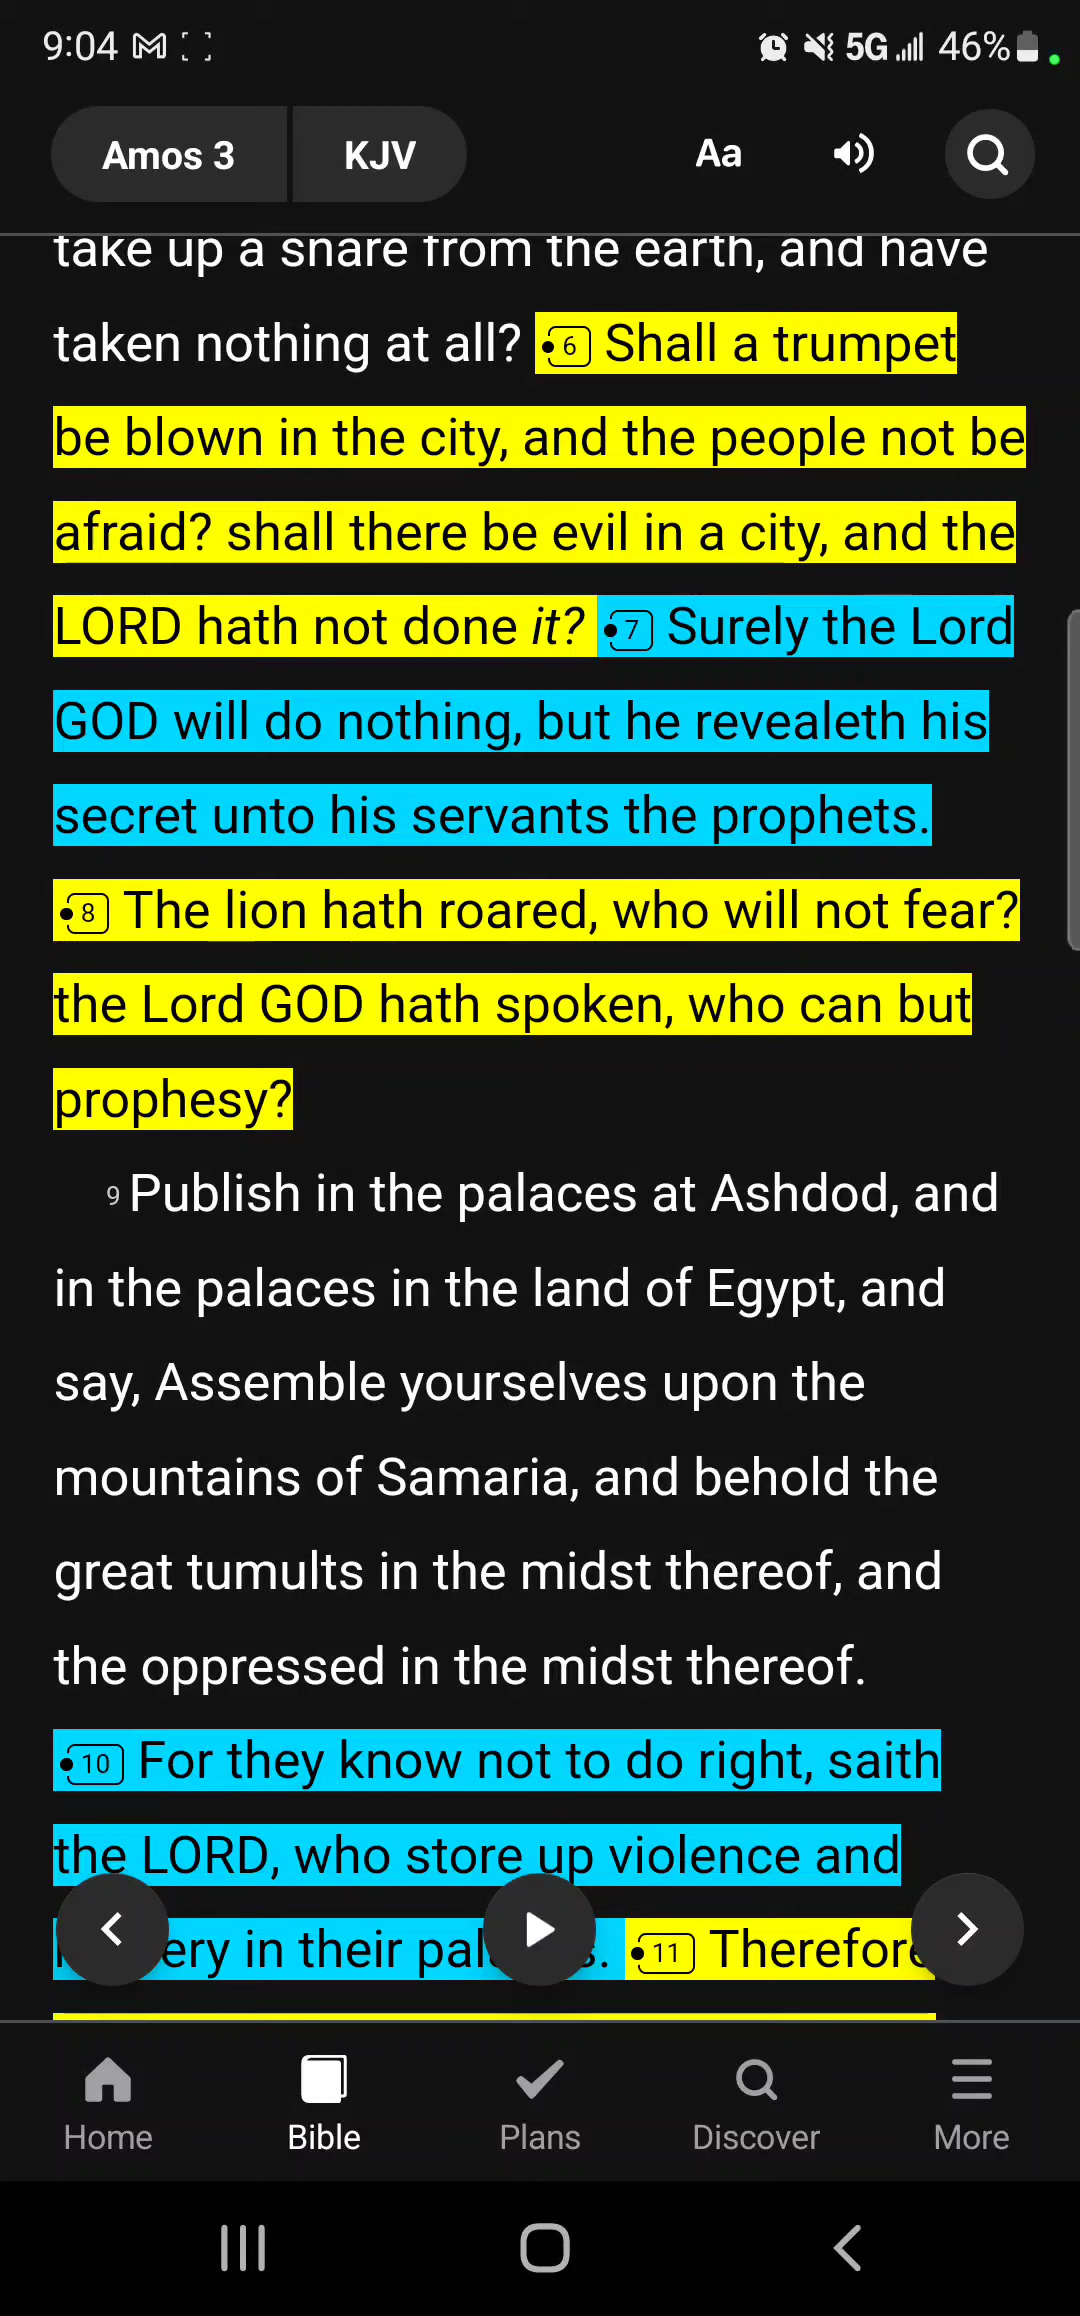 9:04
5G 46%
Amos 3 KJV Aa
take up a snare from the earth, and have
taken nothing at all? 6 Shall a trumpet
be blown in the city, and the people not be
afraid? shall there be evil in a city, and the
LORD hath not done it? 7 Surely the Lord
GOD will do nothing, but he revealeth his
secret unto his servants the prophets.
8 The lion hath roared, who will not fear?
the Lord GOD hath spoken, who can but
prophesy?
9 Publish in the palaces at Ashdod, and
in the palaces in the land of Egypt, and
say, Assemble yourselves upon the
mountains of Samaria, and behold the
great tumults in the midst thereof, and
the oppressed in the midst thereof.
10 For they know not to do right, saith
the LORD, who store up violence and
in their 11 Therefore
Home Bible Plans Discover More